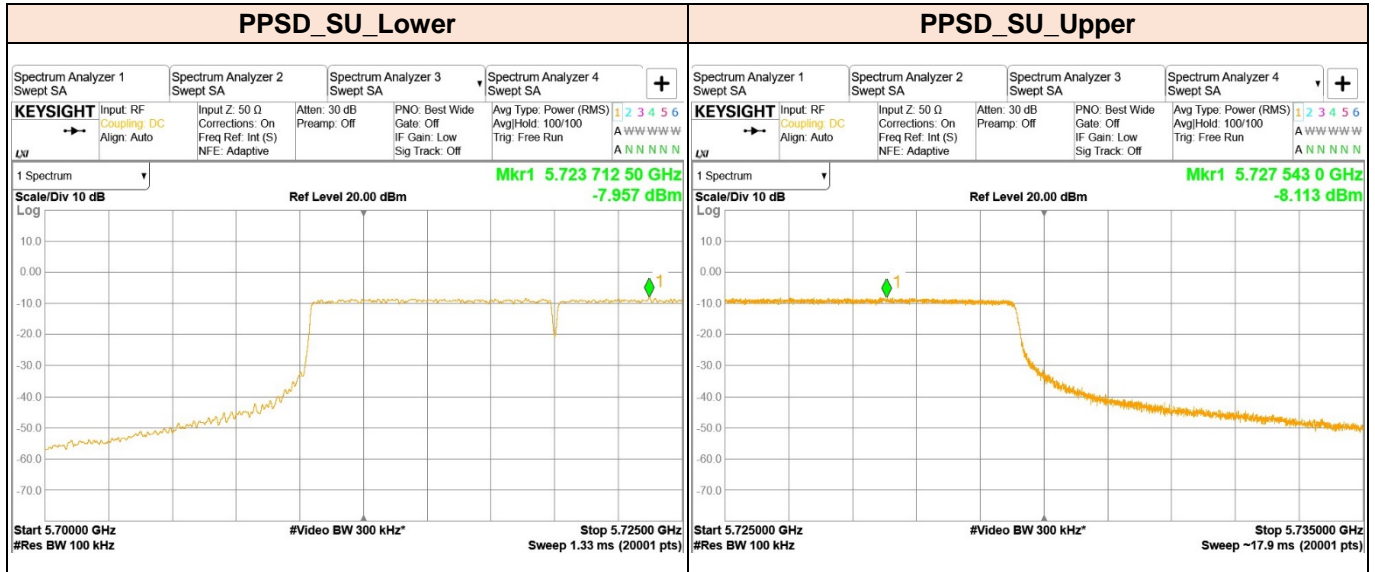 PPSD_SU_Lower
PPSD_SU_Upper
Spectrum Analyzer 1
Swept SA
Spectrum Analyzer 2
Swept SA
Spectrum Analyzer 3
Swept SA
Spectrum Analyzer 4
Swept SA
+
KEYSIGHT
LXI
Input: RF
Coupling: DC
Align: Auto
Input Z: 50 Ω
Corrections: On
Freq Ref: Int (S)
NFE: Adaptive
Atten: 30 dB
Preamp: Off
PNO: Best Wide
Gate: Off
IF Gain: Low
Sig Track: Off
Avg Type: Power (RMS)
Avg|Hold: 100/100
Trig: Free Run
1 2 3 4 5 6
A W W W W W
A N N N N N
1 Spectrum
Scale/Div 10 dB
Log
Ref Level 20.00 dBm
Mkr1 5.723 712 50 GHz
-7.957 dBm
1
10.0
0.00
-10.0
-20.0
-30.0
-40.0
-50.0
-60.0
-70.0
Start 5.70000 GHz
#Res BW 100 kHz
#Video BW 300 kHz*
Stop 5.72500 GHz
Sweep 1.33 ms (20001 pts)
Spectrum Analyzer 1
Swept SA
Spectrum Analyzer 2
Swept SA
Spectrum Analyzer 3
Swept SA
Spectrum Analyzer 4
Swept SA
+
KEYSIGHT
LXI
Input: RF
Coupling: DC
Align: Auto
Input Z: 50 Ω
Corrections: On
Freq Ref: Int (S)
NFE: Adaptive
Atten: 30 dB
Preamp: Off
PNO: Best Wide
Gate: Off
IF Gain: Low
Sig Track: Off
Avg Type: Power (RMS)
Avg|Hold: 100/100
Trig: Free Run
1 2 3 4 5 6
A W W W W W
A N N N N N
1 Spectrum
Scale/Div 10 dB
Log
Ref Level 20.00 dBm
Mkr1 5.727 543 0 GHz
-8.113 dBm
1
10.0
0.00
-10.0
-20.0
-30.0
-40.0
-50.0
-60.0
-70.0
Start 5.725000 GHz
#Res BW 100 kHz
#Video BW 300 kHz*
Stop 5.735000 GHz
Sweep ~17.9 ms (20001 pts)